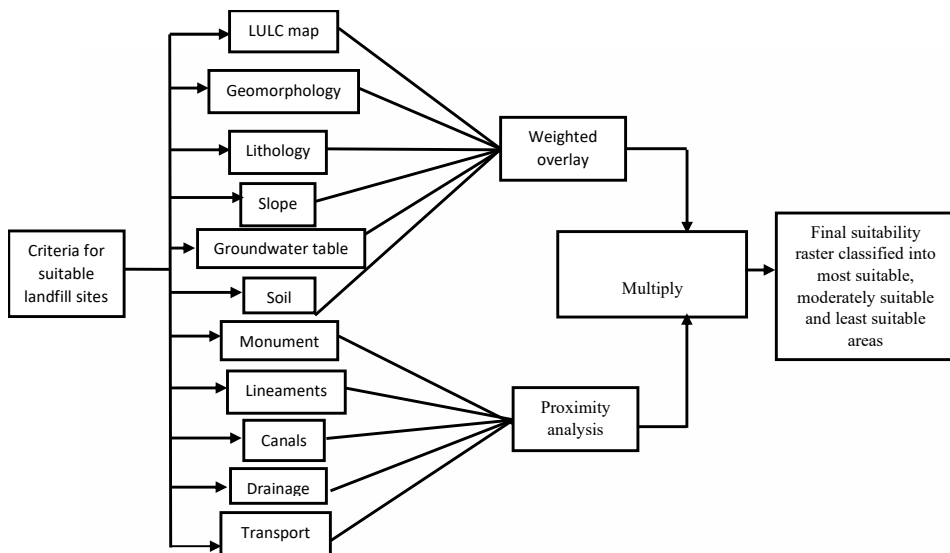 Criteria for
suitable
landfill sites
LULC map
Geomorphology
Lithology
Slope
Groundwater table
Soil
Monument
Lineaments
Canals
Drainage
Transport
Weighted
overlay
Proximity
analysis
Multiply
Final suitability
raster classified into
most suitable,
moderately suitable
and least suitable
areas